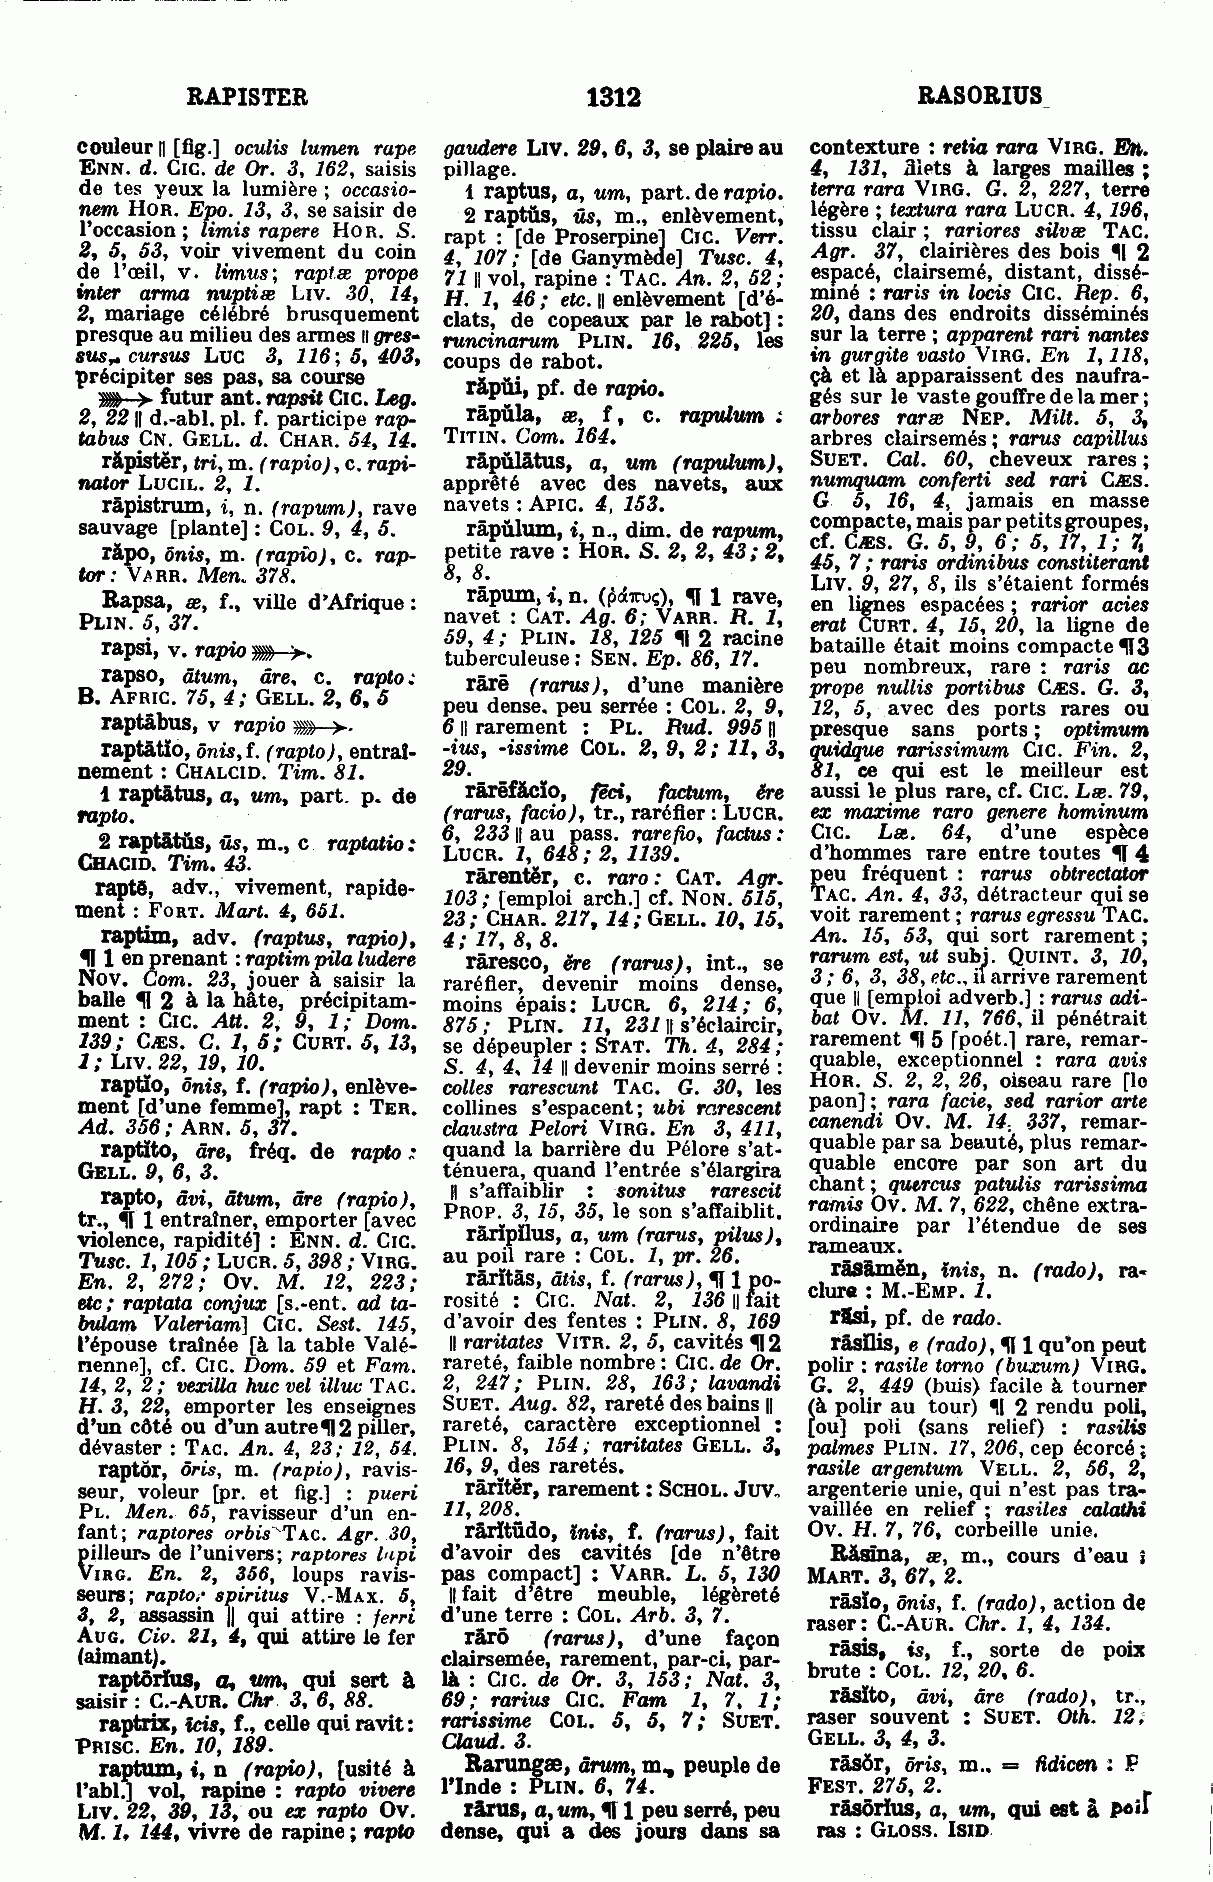 RAPISTER
1312
RASORIUS
couleur || [fig.] oculis lumen rape
ENN. d. CIC. de Or. 3, 162, saisis
de tes yeux la lumière ; occasio-
nem HOR. Epo. 13, 3, se saisir de
l'occasion ; limis rapere HOR. S.
2, 5, 53, voir vivement du coin
de l'œil, v. limus; raptæ prope
inter arma nuptiæ LIV. 30, 14,
2, mariage célébré brusquement
presque au milieu des armes || gres-
sus, cursus LUC 3, 116; 5, 403,
précipiter ses pas, sa course
⟫⟶ futur ant. rapsit CIC. Leg.
2, 22 || d.-abl. pl. f. participe rap-
tabus CN. GELL. d. CHAR. 54, 14.
răpistĕr, tri, m. (rapio), c. rapi-
nator LUCIL. 2, 1.
rāpistrum, i, n. (rapum), rave
sauvage [plante] : COL. 9, 4, 5.
răpo, ōnis, m. (rapio), c. rap-
tor : VARR. Men. 378.
Rapsa, æ, f., ville d'Afrique :
PLIN. 5, 37.
rapsi, v. rapio ⟫⟶.
rapso, ātum, āre, c. rapto:
B. AFRIC. 75, 4 ; GELL. 2, 6, 5
raptābus, v rapio ⟫⟶.
raptātĭo, ōnis, f. (rapto), entraî-
nement : CHALCID. Tim. 81.
1 raptātus, a, um, part. p. de
rapto.
2 raptātŭs, ūs, m., c raptatio :
CHACID. Tim. 43.
raptē, adv., vivement, rapide-
ment : FORT. Mart. 4, 651.
raptim, adv. (raptus, rapio),
¶ 1 en prenant : raptim pila ludere
NOV. Com. 23, jouer à saisir la
balle ¶ 2 à la hâte, précipitam-
ment : CIC. Att. 2, 9, 1; Dom.
139; CÆS. C. 1, 5; CURT. 5, 13,
1; LIV. 22, 19, 10.
raptĭo, ōnis, f. (rapio), enlève-
ment [d'une femme], rapt : TER.
Ad. 356; ARN. 5, 37.
raptĭto, āre, fréq. de rapto :
GELL. 9, 6, 3.
rapto, āvi, ātum, āre (rapio),
tr., ¶ 1 entraîner, emporter [avec
violence, rapidité] : ENN. d. CIC.
Tusc. 1, 105 ; LUCR. 5, 398 ; VIRG.
En. 2, 272; OV. M. 12, 223;
etc ; raptata conjux [s.-ent. ad ta-
bulam Valeriam] CIC. Sest. 145,
l'épouse traînée [à la table Valé-
rienne], cf. CIC. Dom. 59 et Fam.
14, 2, 2; vexilla huc vel illuc TAC.
H. 3, 22, emporter les enseignes
d'un côté ou d'un autre ¶ 2 piller,
dévaster : TAC. An. 4, 23; 12, 54.
raptŏr, ōris, m. (rapio), ravis-
seur, voleur [pr. et fig.] : pueri
PL. Men. 65, ravisseur d'un en-
fant; raptores orbis TAC. Agr. 30,
pilleurs de l'univers; raptores lupi
VIRG. En. 2, 356, loups ravis-
seurs; raptor spiritus V.-MAX. 5,
3, 2, assassin || qui attire : ferri
AUG. Civ. 21, 4, qui attire le fer
(aimant).
raptōrĭus, a, um, qui sert à
saisir : C.-AUR. Chr 3, 6, 88.
raptrix, īcis, f., celle qui ravit :
PRISC. En. 10, 189.
raptum, i, n (rapio), [usité à
l'abl.] vol, rapine : rapto vivere
LIV. 22, 39, 13, ou ex rapto OV.
M. 1, 144, vivre de rapine; rapto
gaudere LIV. 29, 6, 3, se plaire au
pillage.
1 raptus, a, um, part. de rapio.
2 raptŭs, ūs, m., enlèvement,
rapt : [de Proserpine] CIC. Verr.
4, 107; [de Ganymède] Tusc. 4,
71 || vol, rapine : TAC. An. 2, 52;
H. 1, 46; etc. || enlèvement [d'é-
clats, de copeaux par le rabot] :
runcinarum PLIN. 16, 225, les
coups de rabot.
răpŭi, pf. de rapio.
rāpŭla, æ, f, c. rapulum :
TITIN. Com. 164.
rāpŭlātus, a, um (rapulum),
apprêté avec des navets, aux
navets : APIC. 4, 153.
rāpŭlum, i, n., dim. de rapum,
petite rave : HOR. S. 2, 2, 43; 2,
8, 8.
rāpum, i, n. (ῥάπυς), ¶ 1 rave,
navet : CAT. Ag. 6; VARR. R. 1,
59, 4; PLIN. 18, 125 ¶ 2 racine
tuberculeuse : SEN. Ep. 86, 17.
rārē (rarus), d'une manière
peu dense, peu serrée : COL. 2, 9,
6 || rarement : PL. Rud. 995 ||
-ius, -issime COL. 2, 9, 2; 11, 3,
29.
rārēfăcĭo, fēci, factum, ĕre
(rarus, facio), tr., raréfier : LUCR.
6, 233 || au pass. rarefio, factus :
LUCR. 1, 648; 2, 1139.
rārentĕr, c. raro : CAT. Agr.
103; [emploi arch.] cf. NON. 515,
23; CHAR. 217, 14; GELL. 10, 15,
4; 17, 8, 8.
rāresco, ĕre (rarus), int., se
raréfier, devenir moins dense,
moins épais: LUCR. 6, 214; 6,
875; PLIN. 11, 231 || s'éclaircir,
se dépeupler : STAT. Th. 4, 284;
S. 4, 4, 14 || devenir moins serré :
colles rarescunt TAC. G. 30, les
collines s'espacent; ubi rarescent
claustra Pelori VIRG. En 3, 411,
quand la barrière du Pélore s'at-
ténuera, quand l'entrée s'élargira
|| s'affaiblir : sonitus rarescit
PROP. 3, 15, 35, le son s'affaiblit.
rārĭpĭlus, a, um (rarus, pilus),
au poil rare : COL. 1, pr. 26.
rārĭtās, ātis, f. (rarus), ¶ 1 po-
rosité : CIC. Nat. 2, 136 || fait
d'avoir des fentes : PLIN. 8, 169
|| raritates VITR. 2, 5, cavités ¶ 2
rareté, faible nombre : CIC. de Or.
2, 247; PLIN. 28, 163; lavandi
SUET. Aug. 82, rareté des bains ||
rareté, caractère exceptionnel :
PLIN. 8, 154; raritates GELL. 3,
16, 9, des raretés.
rārĭtĕr, rarement : SCHOL. JUV.
11, 208.
rārĭtūdo, ĭnis, f. (rarus), fait
d'avoir des cavités [de n'être
pas compact] : VARR. L. 5, 130
|| fait d'être meuble, légèreté
d'une terre : COL. Arb. 3, 7.
rārō (rarus), d'une façon
clairsemée, rarement, par-ci, par-
là : CIC. de Or. 3, 153; Nat. 3,
69; rarius CIC. Fam 1, 7, 1;
rarissime COL. 5, 5, 7; SUET.
Claud. 3.
Rarungæ, ārum, m., peuple de
l'Inde : PLIN. 6, 74.
rārus, a, um, ¶ 1 peu serré, peu
dense, qui a des jours dans sa
contexture : retia rara VIRG. En.
4, 131, filets à larges mailles ;
terra rara VIRG. G. 2, 227, terre
légère ; textura rara LUCR. 4, 196,
tissu clair ; rariores silvæ TAC.
Agr. 37, clairières des bois ¶ 2
espacé, clairsemé, distant, dissé-
miné : raris in locis CIC. Rep. 6,
20, dans des endroits disséminés
sur la terre ; apparent rari nantes
in gurgite vasto VIRG. En 1, 118,
çà et là apparaissent des naufra-
gés sur le vaste gouffre de la mer ;
arbores raræ NEP. Milt. 5, 3,
arbres clairsemés ; rarus capillus
SUET. Cal. 60, cheveux rares ;
numquam conferti sed rari CÆS.
G 5, 16, 4, jamais en masse
compacte, mais par petits groupes,
cf. CÆS. G. 5, 9, 6 ; 5, 17, 1 ; 7,
45, 7 ; raris ordinibus constiterant
LIV. 9, 27, 8, ils s'étaient formés
en lignes espacées ; rarior acies
erat CURT. 4, 15, 20, la ligne de
bataille était moins compacte ¶ 3
peu nombreux, rare : raris ac
prope nullis portibus CÆS. G. 3,
12, 5, avec des ports rares ou
presque sans ports ; optimum
quidque rarissimum CIC. Fin. 2,
81, ce qui est le meilleur est
aussi le plus rare, cf. CIC. Læ. 79,
ex maxime raro genere hominum
CIC. Læ. 64, d'une espèce
d'hommes rare entre toutes ¶ 4
peu fréquent : rarus obtrectator
TAC. An. 4, 33, détracteur qui se
voit rarement ; rarus egressu TAC.
An. 15, 53, qui sort rarement ;
rarum est, ut subj. QUINT. 3, 10,
3 ; 6, 3, 38, etc., il arrive rarement
que || [emploi adverb.] : rarus adi-
bat OV. M. 11, 766, il pénétrait
rarement ¶ 5 [poét.] rare, remar-
quable, exceptionnel : rara avis
HOR. S. 2, 2, 26, oiseau rare [le
paon] ; rara facie, sed rarior arte
canendi OV. M. 14, 337, remar-
quable par sa beauté, plus remar-
quable encore par son art du
chant ; quercus patulis rarissima
ramis OV. M. 7, 622, chêne extra-
ordinaire par l'étendue de ses
rameaux.
rāsāmĕn, ĭnis, n. (rado), ra-
clure : M.-EMP. 1.
rāsi, pf. de rado.
rāsĭlis, e (rado), ¶ 1 qu'on peut
polir : rasile torno (buxum) VIRG.
G. 2, 449 (buis) facile à tourner
(à polir au tour) ¶ 2 rendu poli,
[ou] poli (sans relief) : rasilis
palmes PLIN. 17, 206, cep écorcé ;
rasile argentum VELL. 2, 56, 2,
argenterie unie, qui n'est pas tra-
vaillée en relief ; rasiles calathi
OV. H. 7, 76, corbeille unie.
Răsīna, æ, m., cours d'eau :
MART. 3, 67, 2.
rāsĭo, ōnis, f. (rado), action de
raser : C.-AUR. Chr. 1, 4, 134.
rāsis, is, f., sorte de poix
brute : COL. 12, 20, 6.
rāsĭto, āvi, āre (rado), tr.,
raser souvent : SUET. Oth. 12;
GELL. 3, 4, 3.
rāsŏr, ōris, m.. = fidicen : P
FEST. 275, 2.
rāsōrĭus, a, um, qui est à poil
ras : GLOSS. ISID